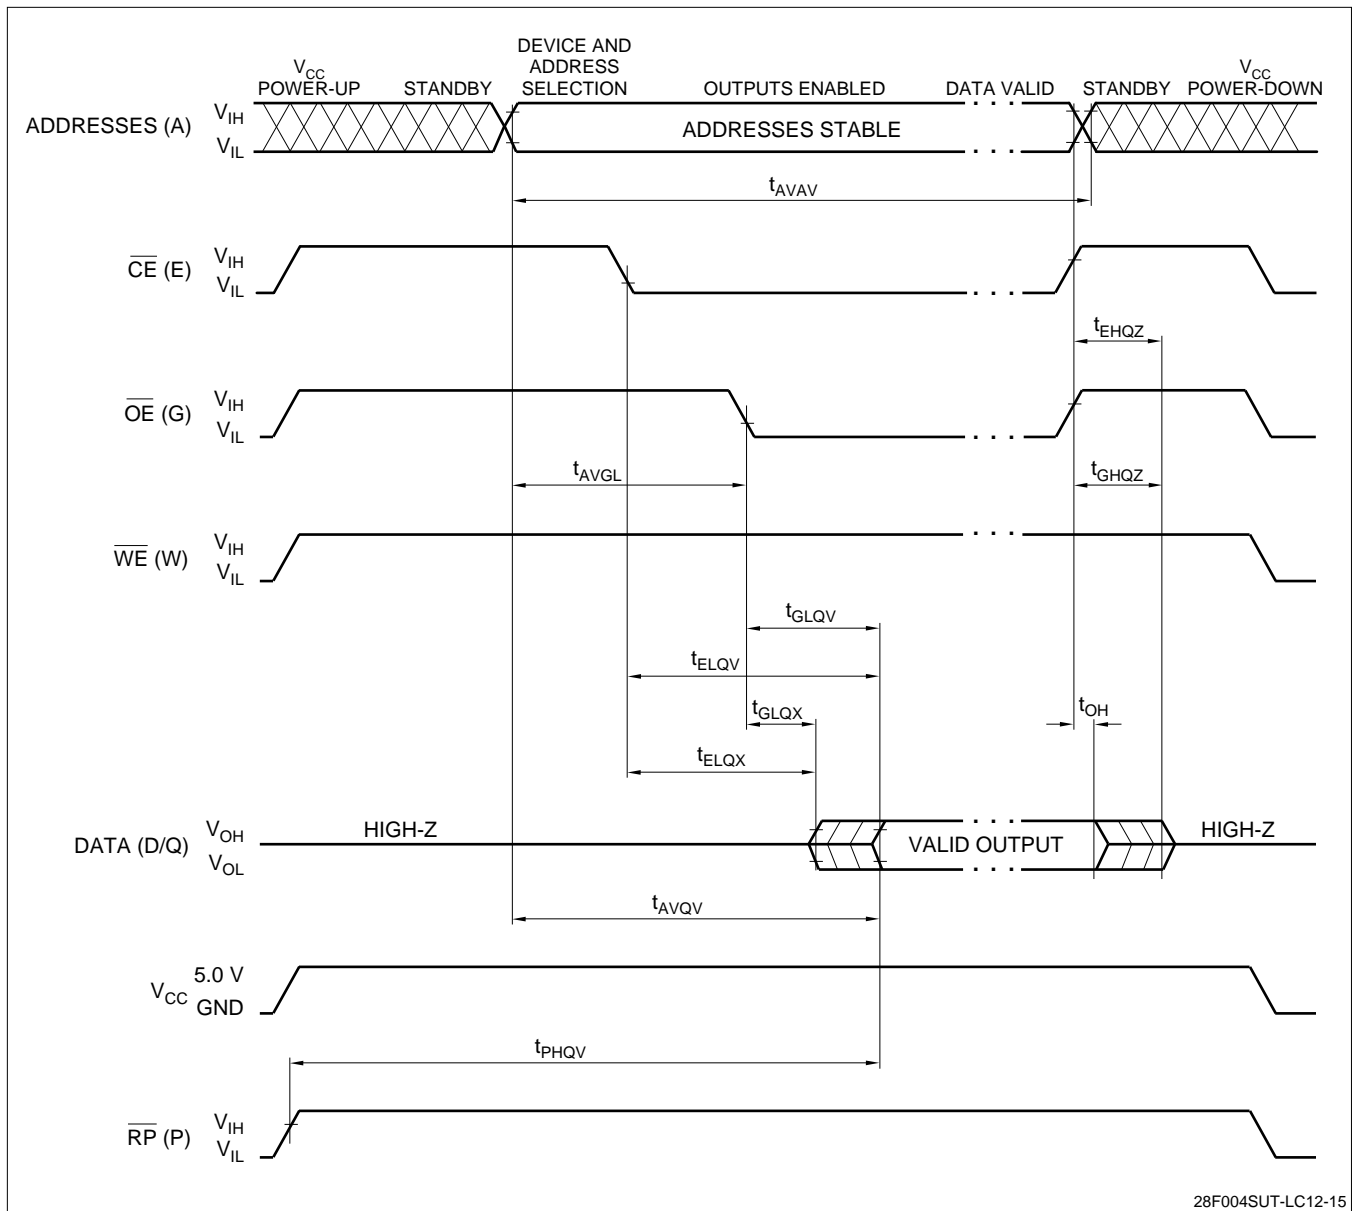 DEVICE AND
ADDRESS
SELECTION
VCC
POWER-UP
STANDBY
OUTPUTS ENABLED
DATA VALID
STANDBY
VCC
POWER-DOWN
ADDRESSES (A)
VIH
VIL
ADDRESSES STABLE
tAVAV
CE (E)
VIH
VIL
tEHQZ
OE (G)
VIH
VIL
tAVGL
tGHQZ
WE (W)
VIH
VIL
tGLQV
tELQV
tGLQX
tOH
tELQX
DATA (D/Q)
VOH
VOL
HIGH-Z
VALID OUTPUT
HIGH-Z
tAVQV
VCC
5.0 V
GND
tPHQV
RP (P)
VIH
VIL
28F004SUT-LC12-15